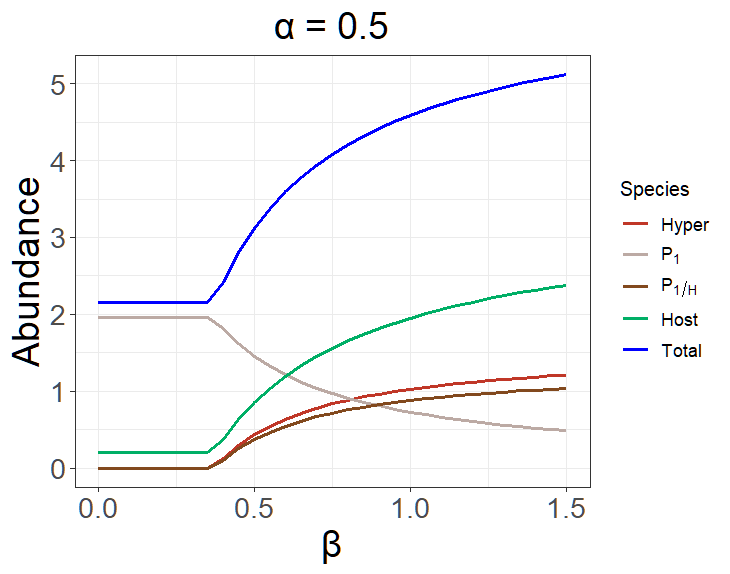 α = 0.5
Abundance
5
4
3
2
1
0
0.0 0.5 1.0 1.5
β
Species
Hyper
P₁
P₁/H
Host
Total